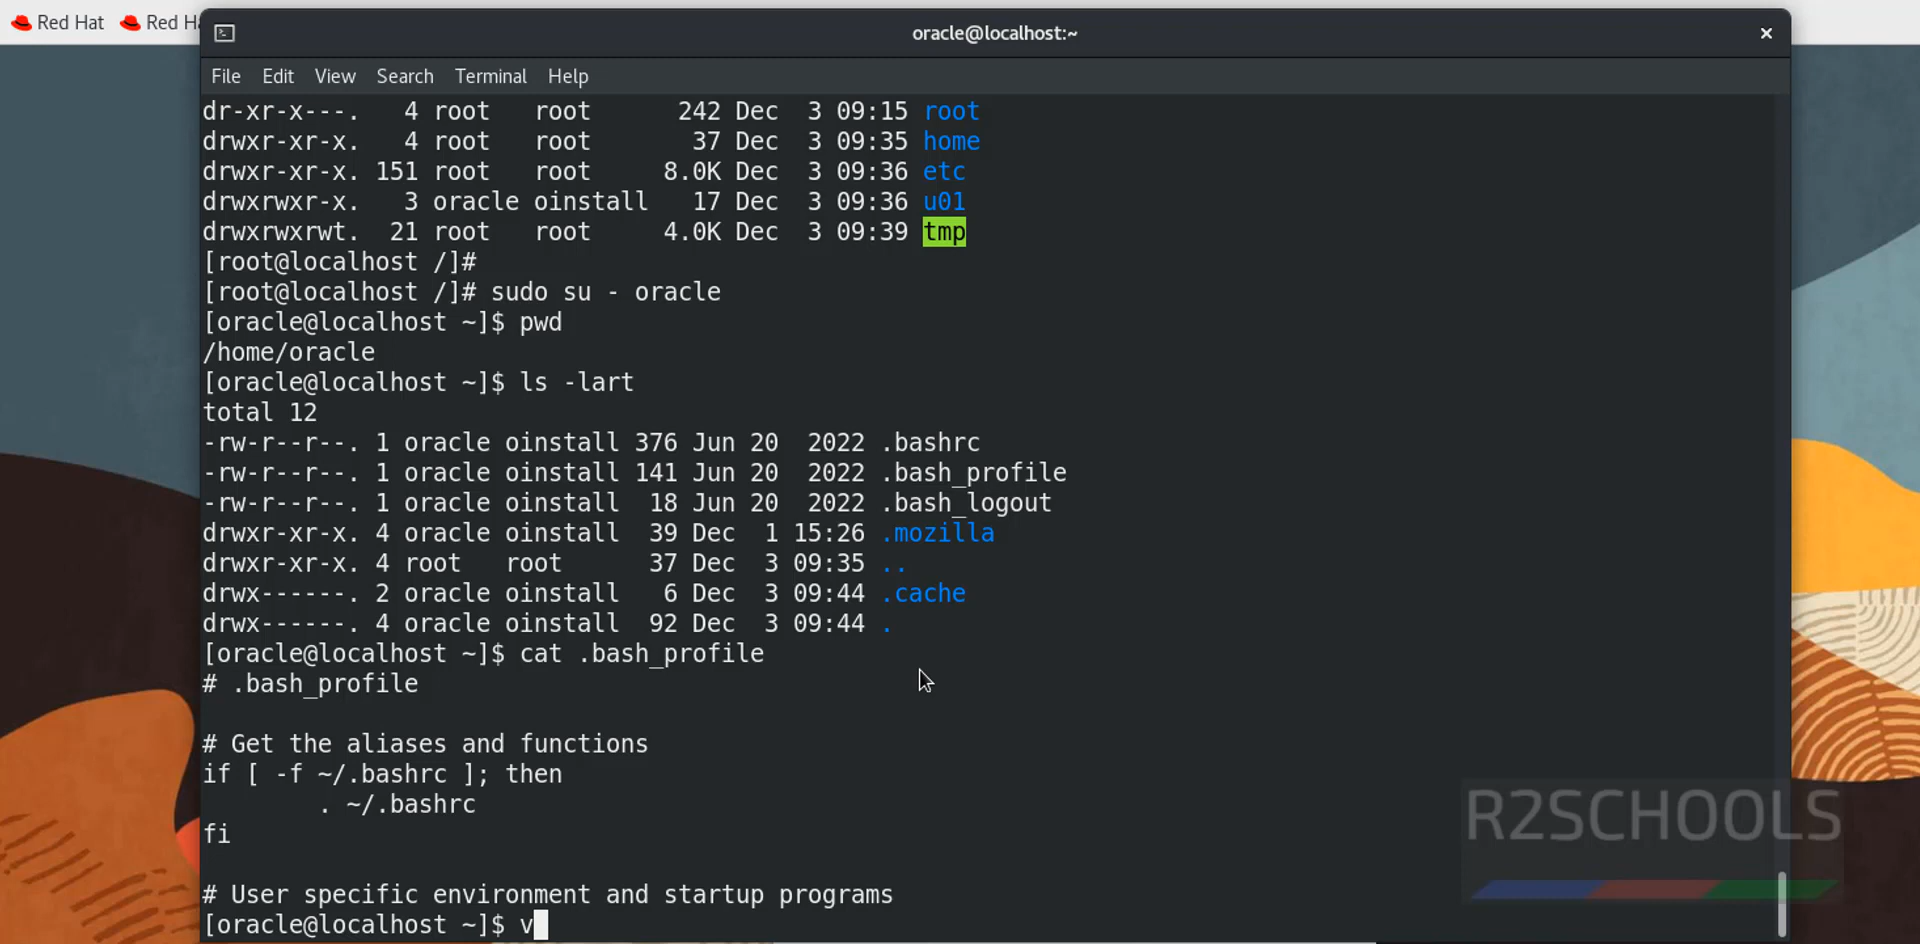 Red Hat Red Ha
oracle@localhost:~
File Edit View Search Terminal Help
dr-xr-x---. 4 root root 242 Dec 3 09:15 root
drwxr-xr-x. 4 root root 37 Dec 3 09:35 home
drwxr-xr-x. 151 root root 8.0K Dec 3 09:36 etc
drwxrwxr-x. 3 oracle oinstall 17 Dec 3 09:36 u01
drwxrwxrwt. 21 root root 4.0K Dec 3 09:39 tmp
[root@localhost /]#
[root@localhost /]# sudo su - oracle
[oracle@localhost ~]$ pwd
/home/oracle
[oracle@localhost ~]$ ls -lart
total 12
-rw-r--r--. 1 oracle oinstall 376 Jun 20 2022 .bashrc
-rw-r--r--. 1 oracle oinstall 141 Jun 20 2022 .bash_profile
-rw-r--r--. 1 oracle oinstall 18 Jun 20 2022 .bash_logout
drwxr-xr-x. 4 oracle oinstall 39 Dec 1 15:26 .mozilla
drwxr-xr-x. 4 root root 37 Dec 3 09:35 ..
drwx------. 2 oracle oinstall 6 Dec 3 09:44 .cache
drwx------. 4 oracle oinstall 92 Dec 3 09:44 .
[oracle@localhost ~]$ cat .bash_profile
# .bash_profile
# Get the aliases and functions
if [ -f ~/.bashrc ]; then
. ~/.bashrc
fi
# User specific environment and startup programs
[oracle@localhost ~]$ v
R2SCHOOLS